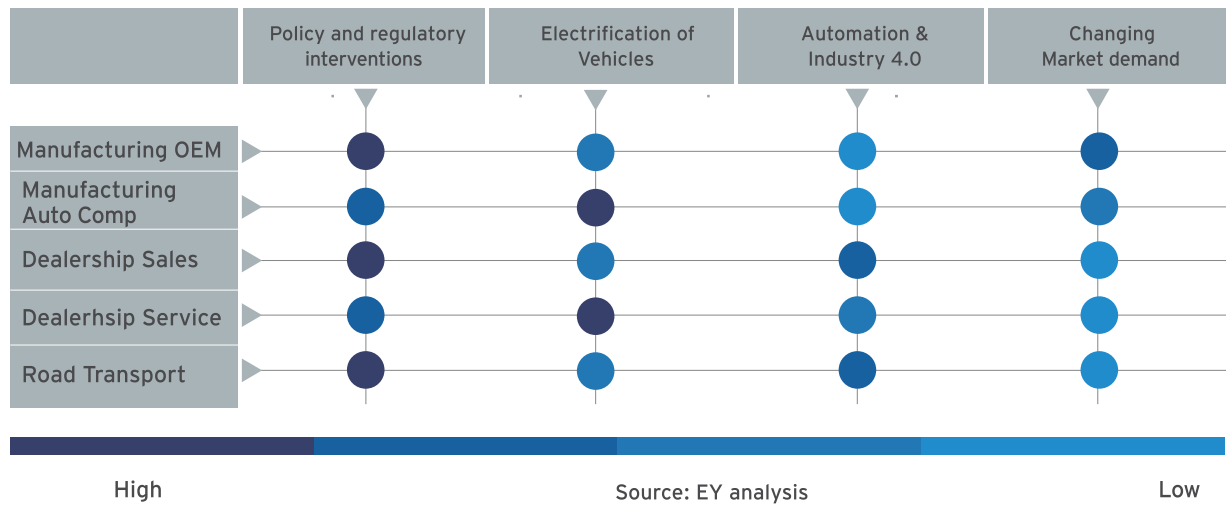 Policy and regulatory
interventions
Electrification of
Vehicles
Automation &
Industry 4.0
Changing
Market demand
Manufacturing OEM
Manufacturing
Auto Comp
Dealership Sales
Dealerhsip Service
Road Transport
High
Source: EY analysis
Low